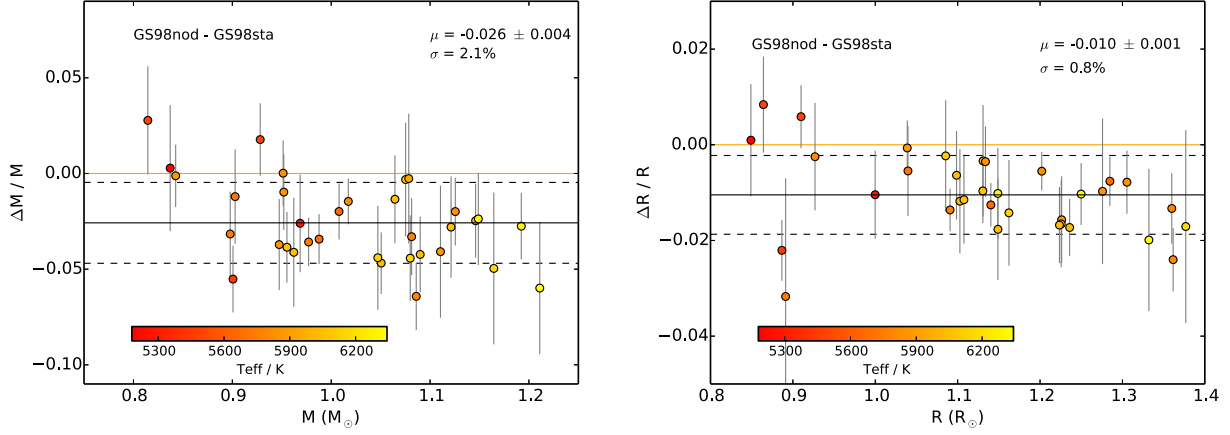 GS98nod - GS98sta
μ = -0.026 ± 0.004
σ = 2.1%
0.05
0.00
−0.05
−0.10
ΔM / M
5300 5600 5900 6200
Teff / K
0.8 0.9 1.0 1.1 1.2
M (M☉)
GS98nod - GS98sta
μ = -0.010 ± 0.001
σ = 0.8%
0.02
0.00
−0.02
−0.04
ΔR / R
5300 5600 5900 6200
Teff / K
0.8 0.9 1.0 1.1 1.2 1.3 1.4
R (R☉)